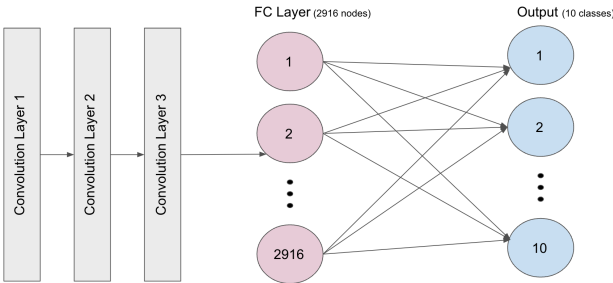 FC Layer (2916 nodes)
Output (10 classes)
Convolution Layer 1
Convolution Layer 2
Convolution Layer 3
1
2
2916
1
2
10